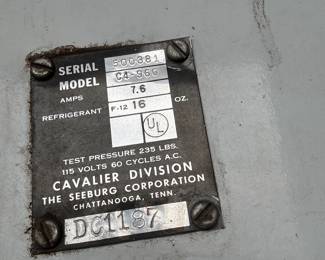 SERIAL 500381
MODEL C4-96G
AMPS 7.6
REFRIGERANT F-12 16 OZ.
UL
TEST PRESSURE 235 LBS.
115 VOLTS 60 CYCLES A.C.
CAVALIER DIVISION
THE SEEBURG CORPORATION
CHATTANOOGA, TENN.
DC1187